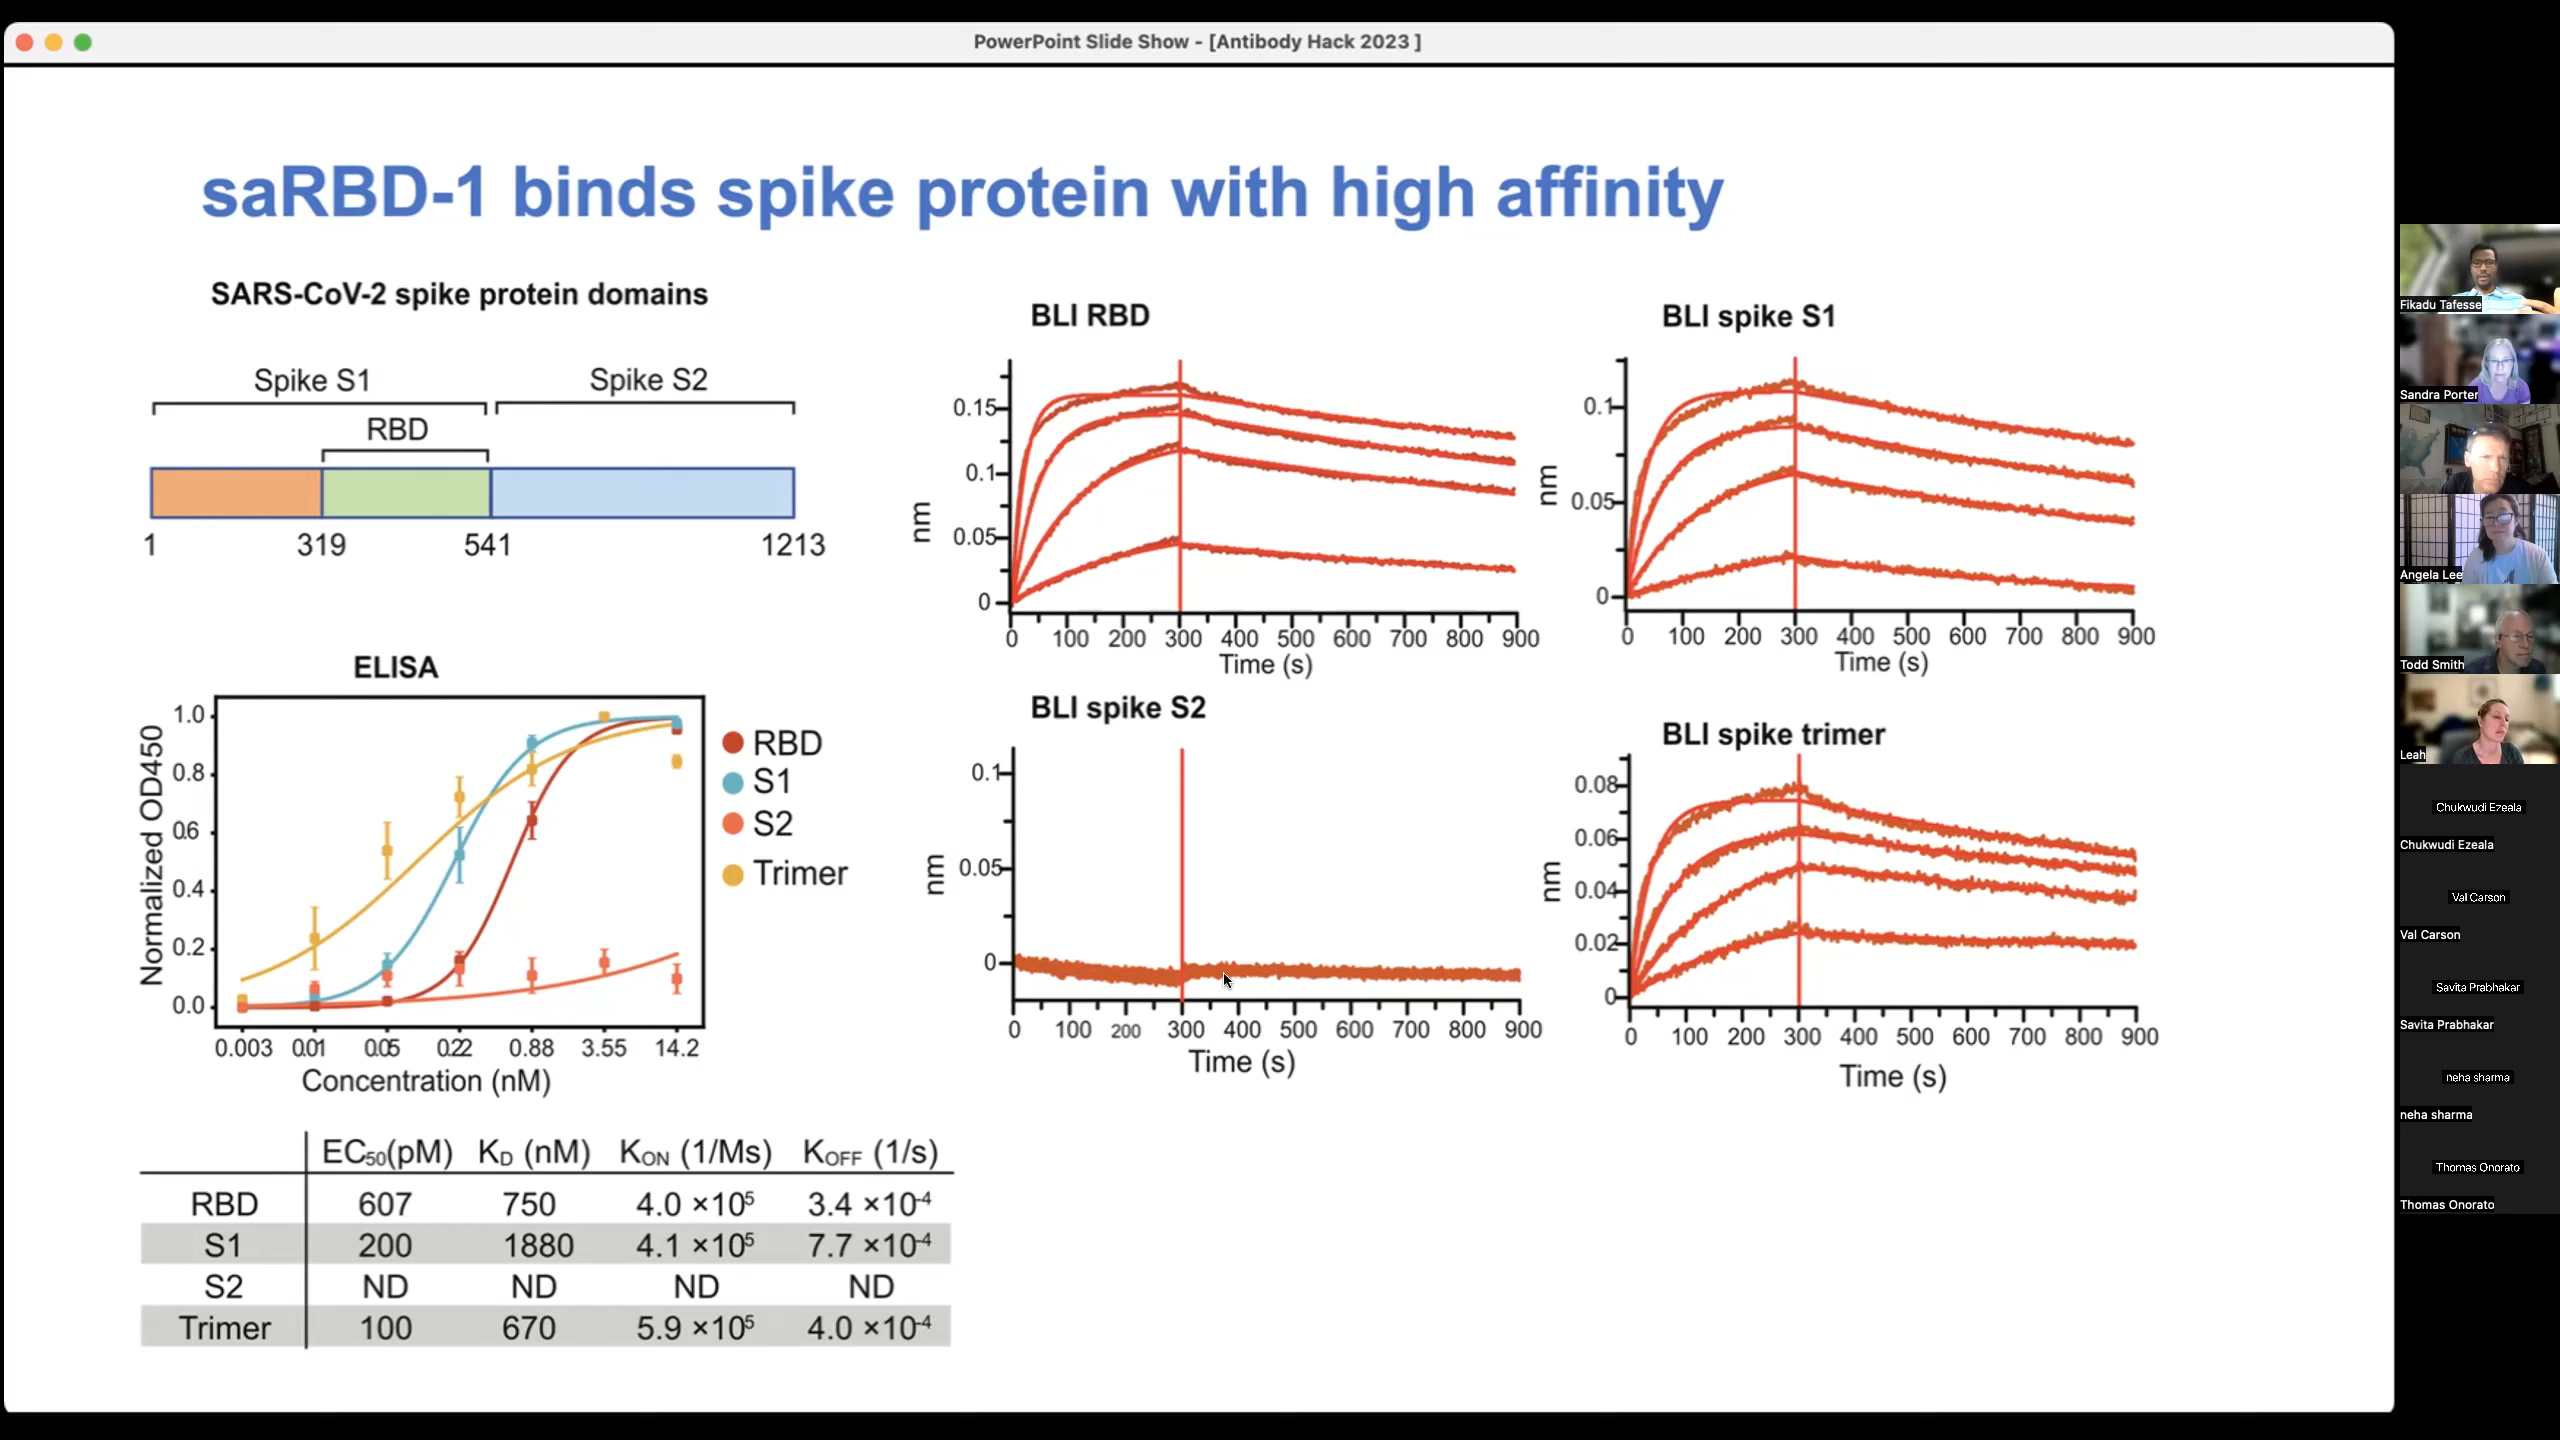 PowerPoint Slide Show - [Antibody Hack 2023 ]
saRBD-1 binds spike protein with high affinity
SARS-CoV-2 spike protein domains
Spike S1
Spike S2
RBD
1
319
541
1213
ELISA
Normalized OD450
1.0
0.8
0.6
0.4
0.2
0.0
0.003 0.01 0.05 0.22 0.88 3.55 14.2
Concentration (nM)
RBD
S1
S2
Trimer
BLI RBD
nm
0.15
0.1
0.05
0
0 100 200 300 400 500 600 700 800 900
Time (s)
BLI spike S1
nm
0.1
0.05
0
0 100 200 300 400 500 600 700 800 900
Time (s)
BLI spike S2
nm
0.1
0.05
0
0 100 200 300 400 500 600 700 800 900
Time (s)
BLI spike trimer
nm
0.08
0.06
0.04
0.02
0
0 100 200 300 400 500 600 700 800 900
Time (s)
EC50(pM) KD (nM) KON (1/Ms) KOFF (1/s)
RBD 607 750 4.0 ×10⁵ 3.4 ×10⁻⁴
S1 200 1880 4.1 ×10⁵ 7.7 ×10⁻⁴
S2 ND ND ND ND
Trimer 100 670 5.9 ×10⁵ 4.0 ×10⁻⁴
Fikadu Tafesse
Sandra Porter
Angela Lee
Todd Smith
Leah
Chukwudi Ezeala
Chukwudi Ezeala
Val Carson
Val Carson
Savita Prabhakar
Savita Prabhakar
neha sharma
neha sharma
Thomas Onorato
Thomas Onorato